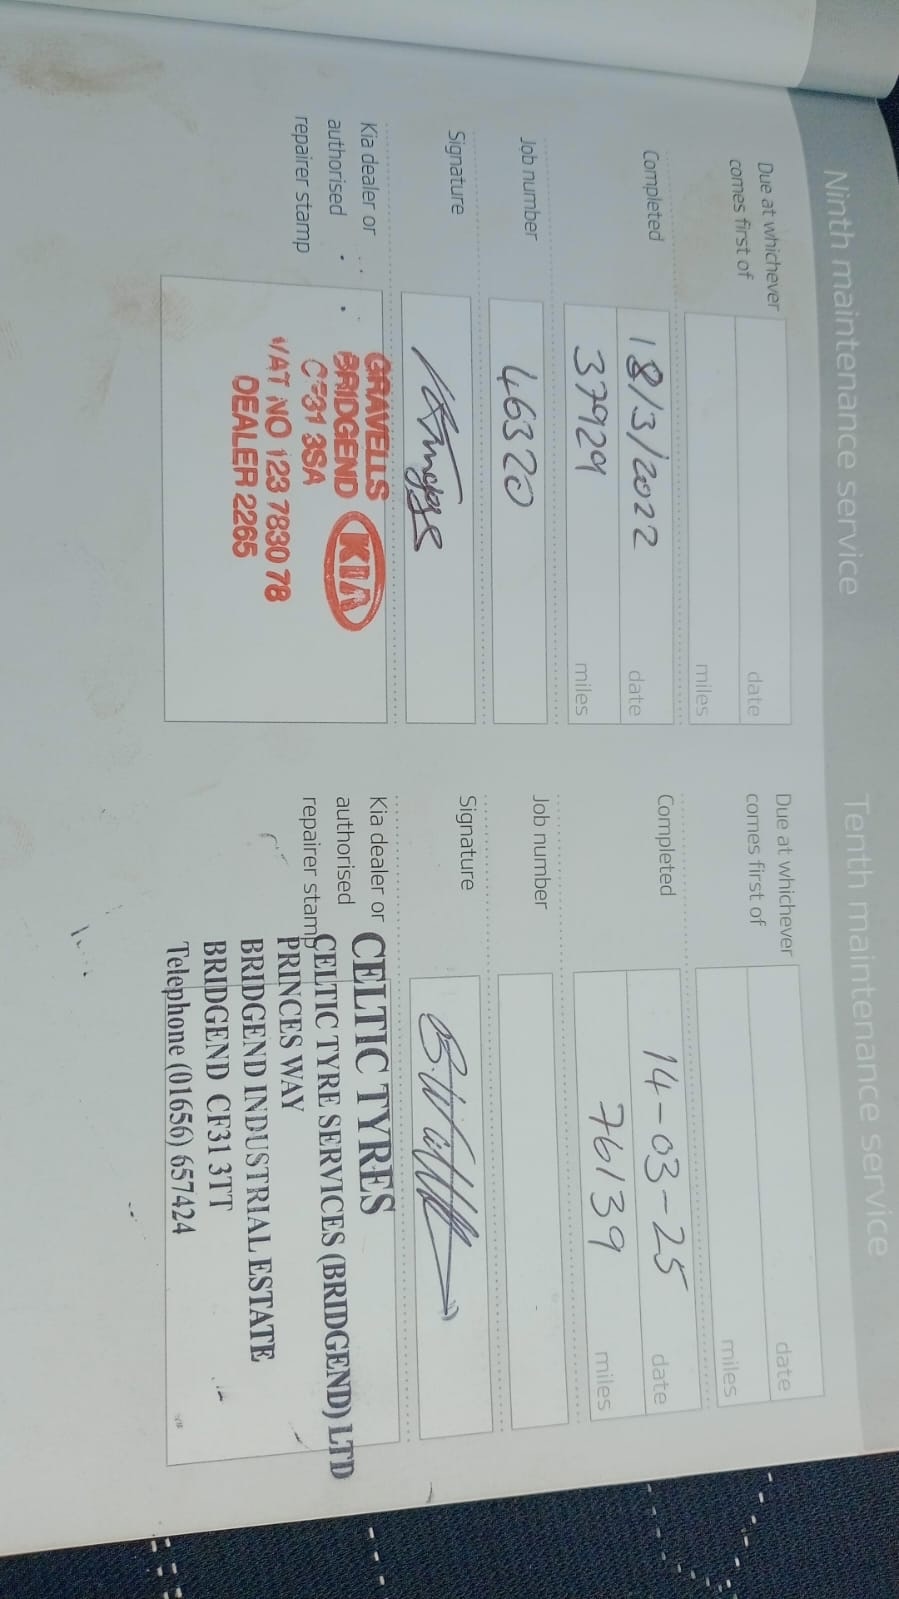 Ninth maintenance service
Due at whichever
comes first of
date
miles
Completed
18/3/2022 date
37929 miles
Job number
46320
Signature
Kia dealer or
authorised
repairer stamp
GRAVELLS
BRIDGEND KIA
CF31 3SA
VAT NO 123 7830 78
DEALER 2265
Tenth maintenance service
Due at whichever
comes first of
date
miles
Completed
14-03-25 date
76139 miles
Job number
Signature
Kia dealer or
authorised
repairer stamp
CELTIC TYRES
CELTIC TYRE SERVICES (BRIDGEND) LTD
PRINCES WAY
BRIDGEND INDUSTRIAL ESTATE
BRIDGEND CF31 3TT
Telephone (01656) 657424